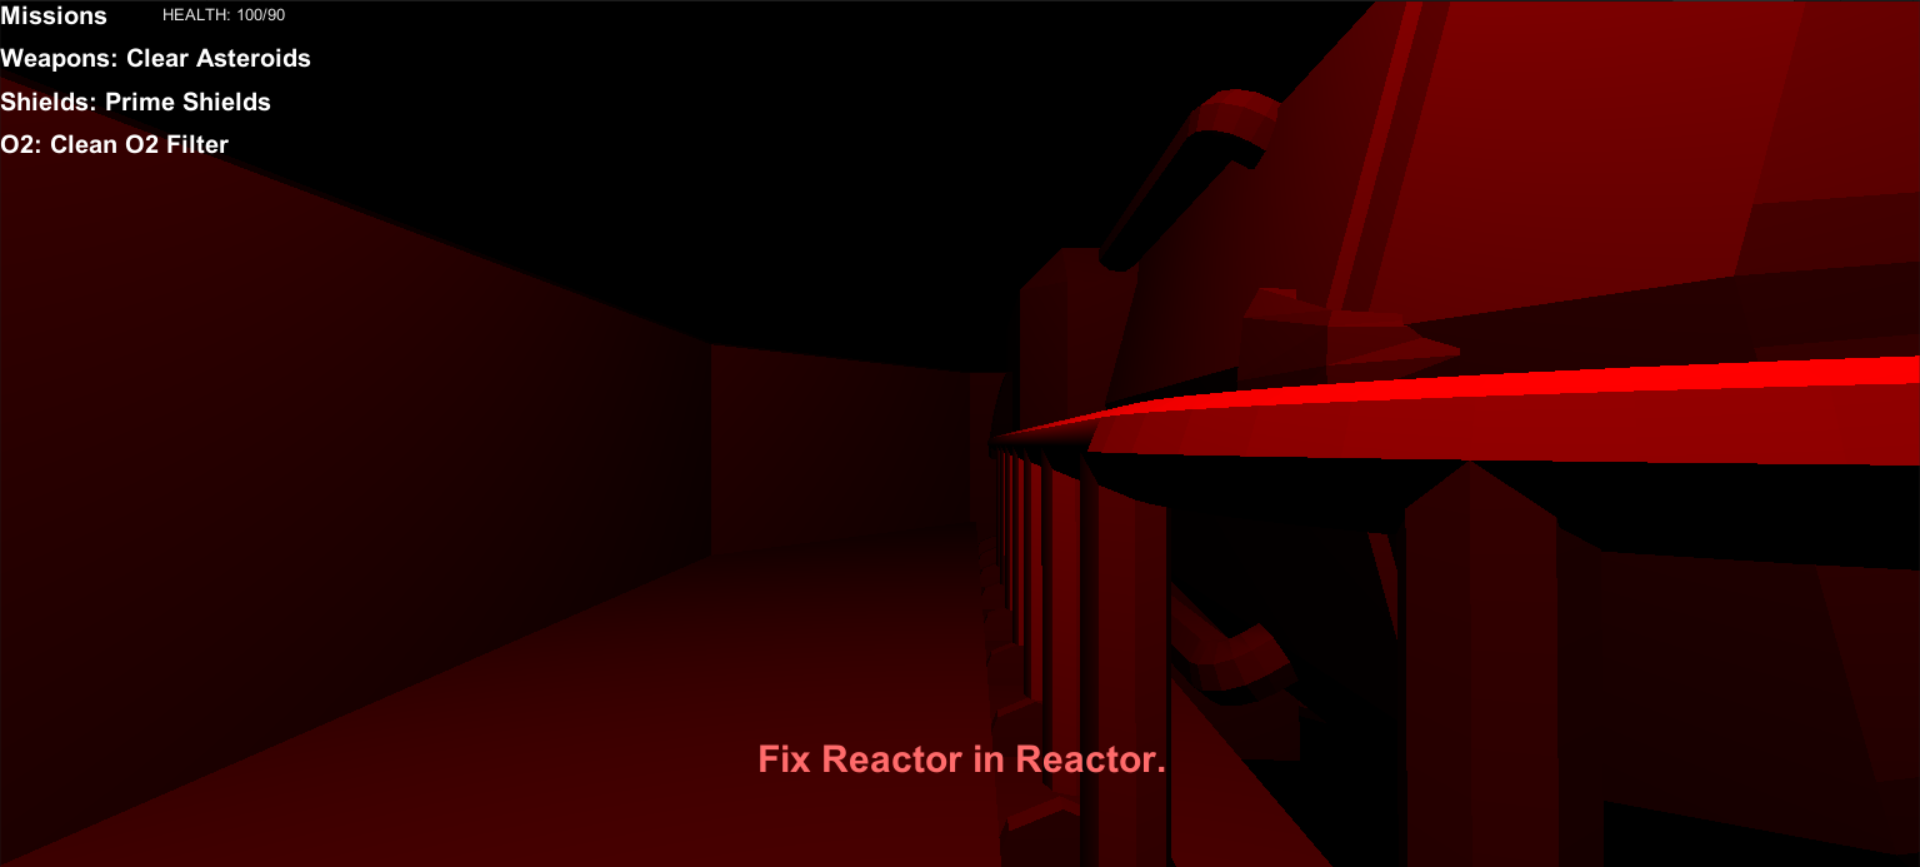 Missions
HEALTH: 100/90
Weapons: Clear Asteroids
Shields: Prime Shields
O2: Clean O2 Filter
Fix Reactor in Reactor.